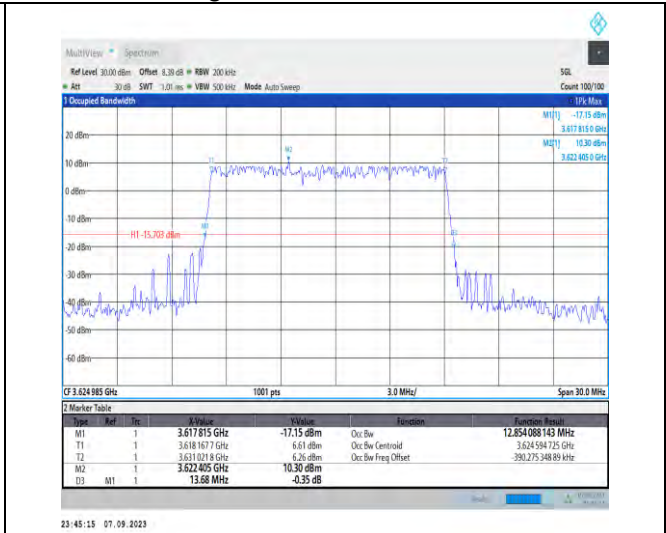 MultiView Spectrum
Ref Level 30.00 dBm Offset 8.39 dB RBW 200 kHz SGL
Att 30 dB SWT 1.01 ms VBW 500 kHz Mode Auto Sweep Count 100/100
1 Occupied Bandwidth 1Pk Max
M1[1] -17.15 dBm
3.617 815 0 GHz
M2[1] 10.30 dBm
3.622 405 0 GHz
20 dBm
M2
10 dBm T1 T2
0 dBm
-10 dBm
M1 D3
H1 -15.703 dBm
-20 dBm
-30 dBm
-40 dBm
-50 dBm
-60 dBm
CF 3.624 985 GHz 1001 pts 3.0 MHz/ Span 30.0 MHz
2 Marker Table
Type Ref Trc X-Value Y-Value Function Function Result
M1 1 3.617815 GHz -17.15 dBm Occ Bw 12.854 088 143 MHz
T1 1 3.618 167 7 GHz 6.61 dBm Occ Bw Centroid 3.624 594 725 GHz
T2 1 3.631 021 8 GHz 6.26 dBm Occ Bw Freq Offset -390.275 348 89 kHz
M2 1 3.622405 GHz 10.30 dBm
D3 M1 1 13.68 MHz -0.35 dB
23:45:15 07.09.2023